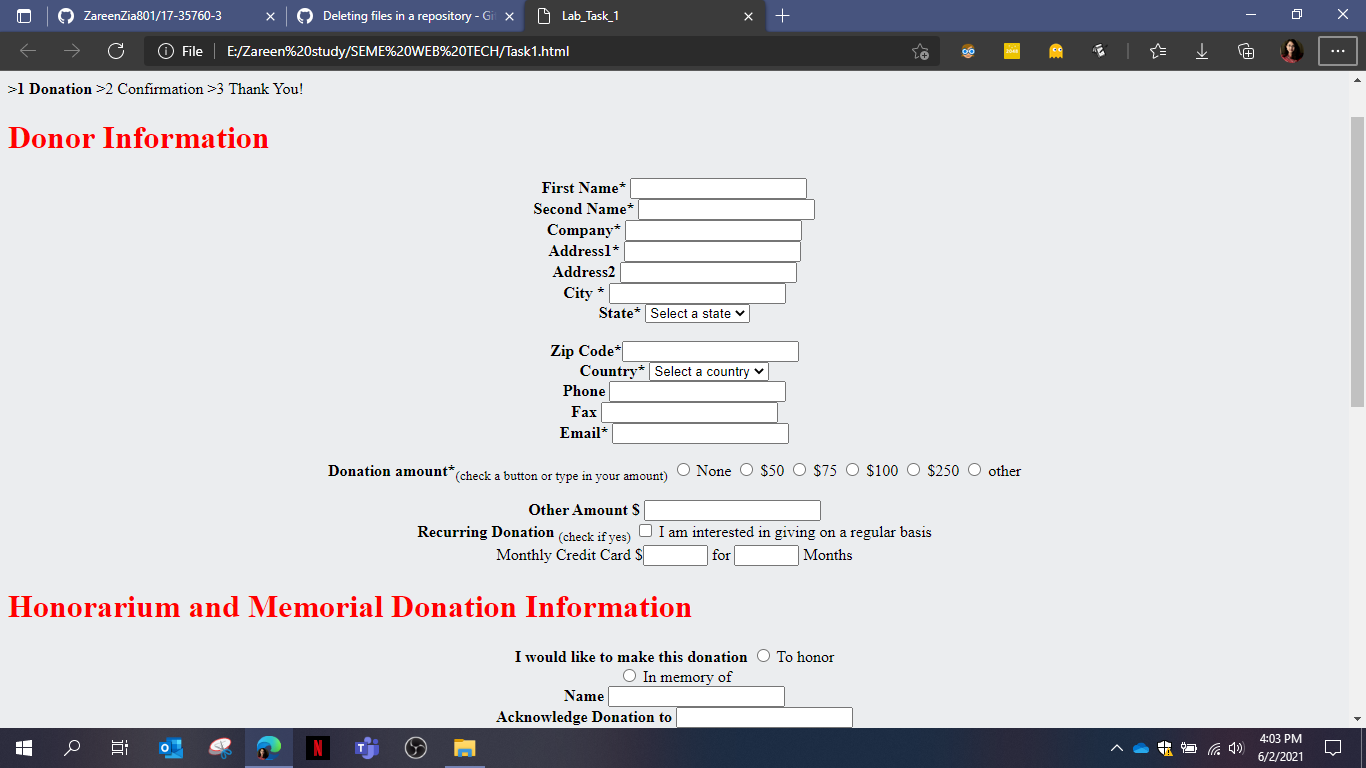 ZareenZia801/17-35760-3
Deleting files in a repository - Gi
Lab_Task_1
File
E:/Zareen%20study/SEME%20WEB%20TECH/Task1.html
>1 Donation >2 Confirmation >3 Thank You!
Donor Information
First Name*
Second Name*
Company*
Address1*
Address2
City *
State* Select a state
Zip Code*
Country* Select a country
Phone
Fax
Email*
Donation amount*(check a button or type in your amount) None $50 $75 $100 $250 other
Other Amount $
Recurring Donation (check if yes) I am interested in giving on a regular basis
Monthly Credit Card $ for Months
Honorarium and Memorial Donation Information
I would like to make this donation To honor
In memory of
Name
Acknowledge Donation to
4:03 PM
6/2/2021